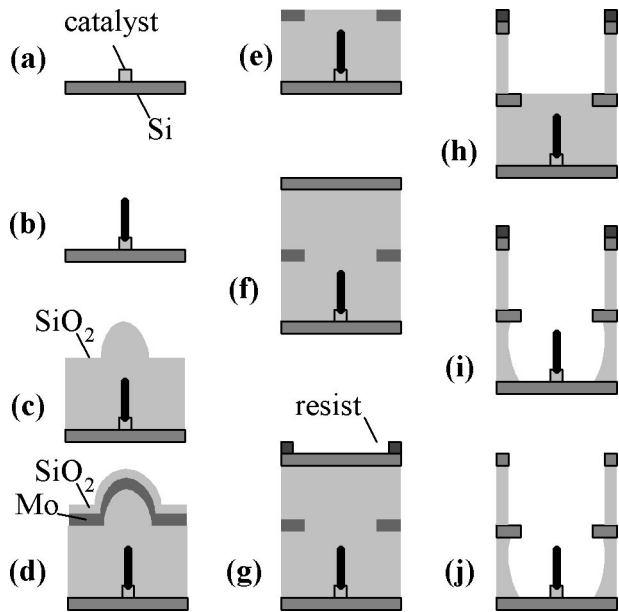 catalyst
(a)
Si
(b)
SiO2
(c)
SiO2
Mo
(d)
(e)
(f)
resist
(g)
(h)
(i)
(j)